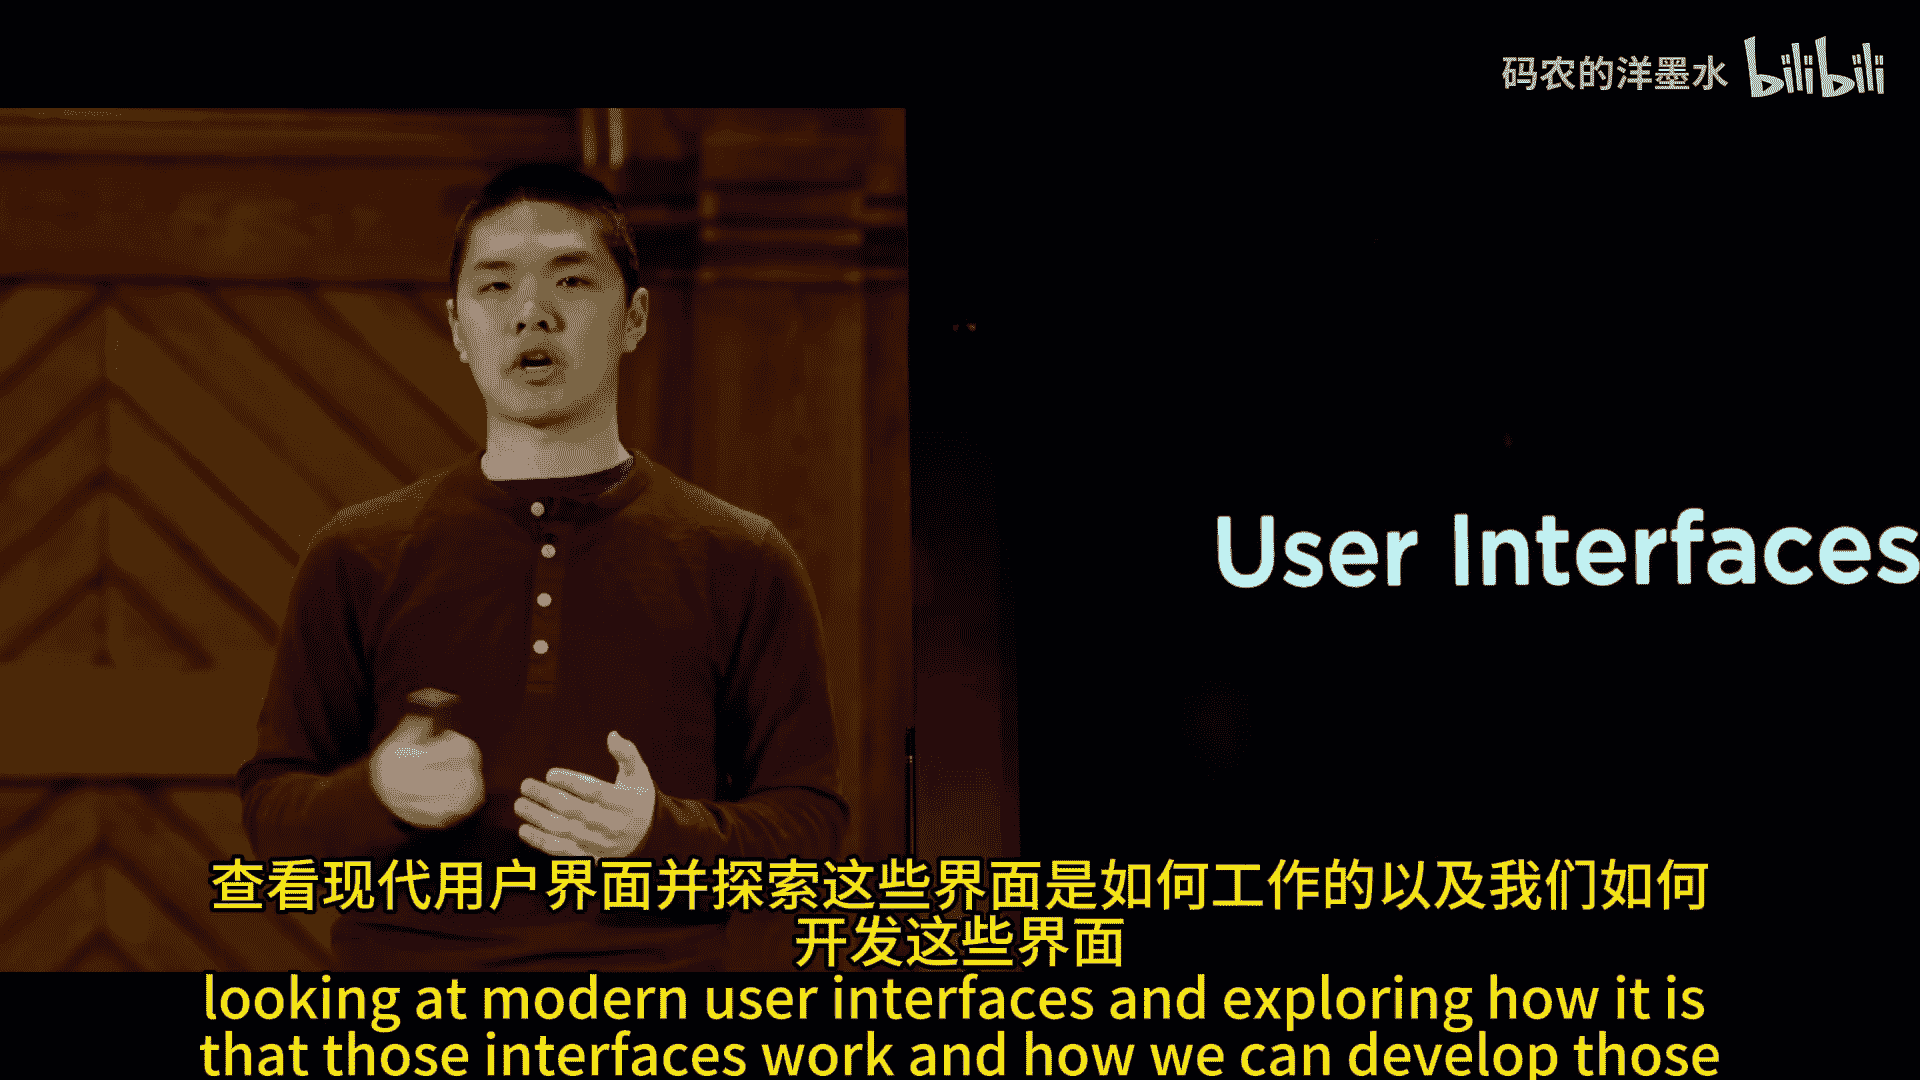 码农的洋墨水 bilibili
User Interfaces
查看现代用户界面并探索这些界面是如何工作的以及我们如何
开发这些界面
looking at modern user interfaces and exploring how it is
that those interfaces work and how we can develop those